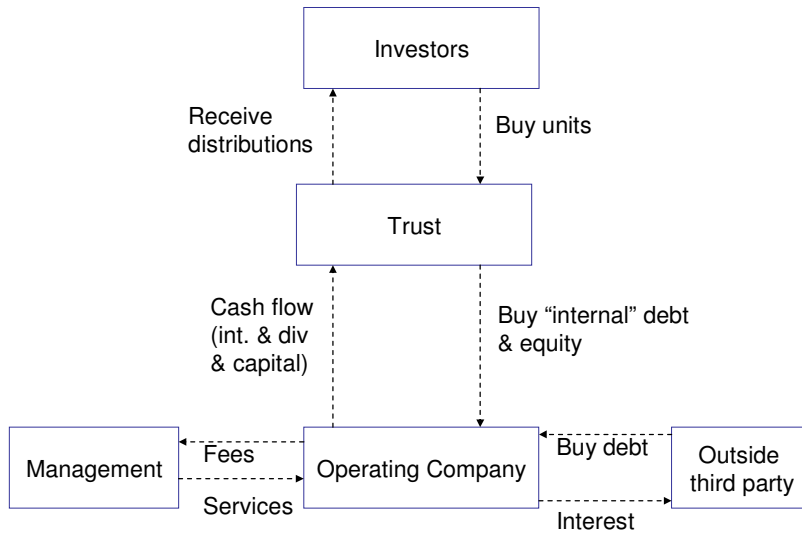 Investors
Receive
distributions
Buy units
Trust
Cash flow
(int. & div
& capital)
Buy “internal” debt
& equity
Management
Fees
Services
Operating Company
Buy debt
Interest
Outside
third party